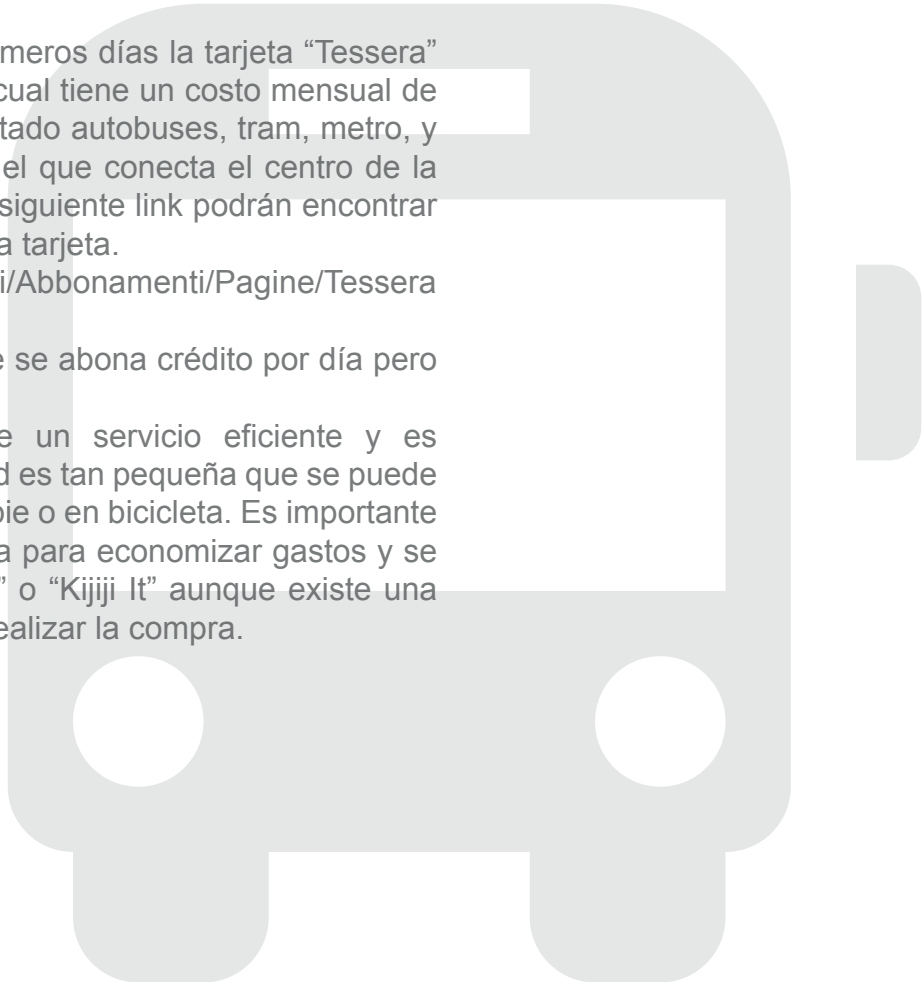 meros días la tarjeta “Tessera”
cual tiene un costo mensual de
tado autobuses, tram, metro, y
el que conecta el centro de la
siguiente link podrán encontrar
a tarjeta.
i/Abbonamenti/Pagine/Tessera
e se abona crédito por día pero
e un servicio eficiente y es
d es tan pequeña que se puede
pie o en bicicleta. Es importante
a para economizar gastos y se
” o “Kijiji It” aunque existe una
ealizar la compra.